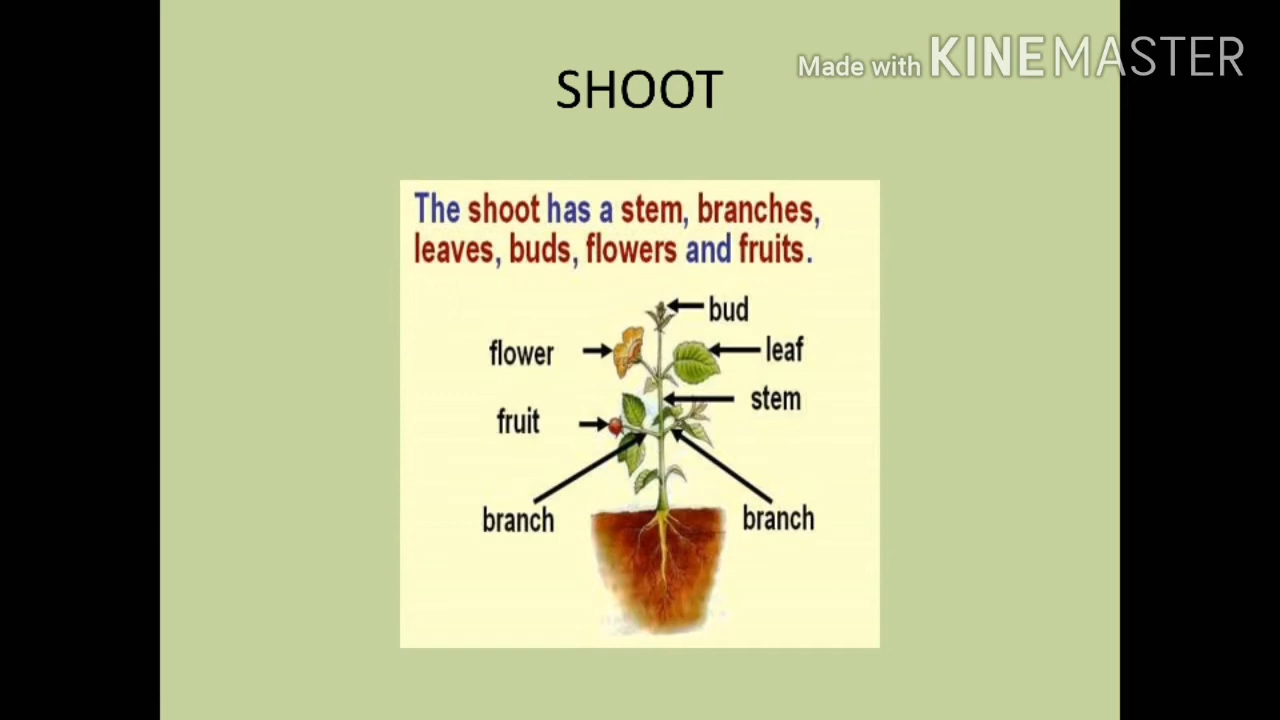 Made with KINEMASTER
SHOOT
The shoot has a stem, branches,
leaves, buds, flowers and fruits.
bud
flower
leaf
stem
fruit
branch
branch